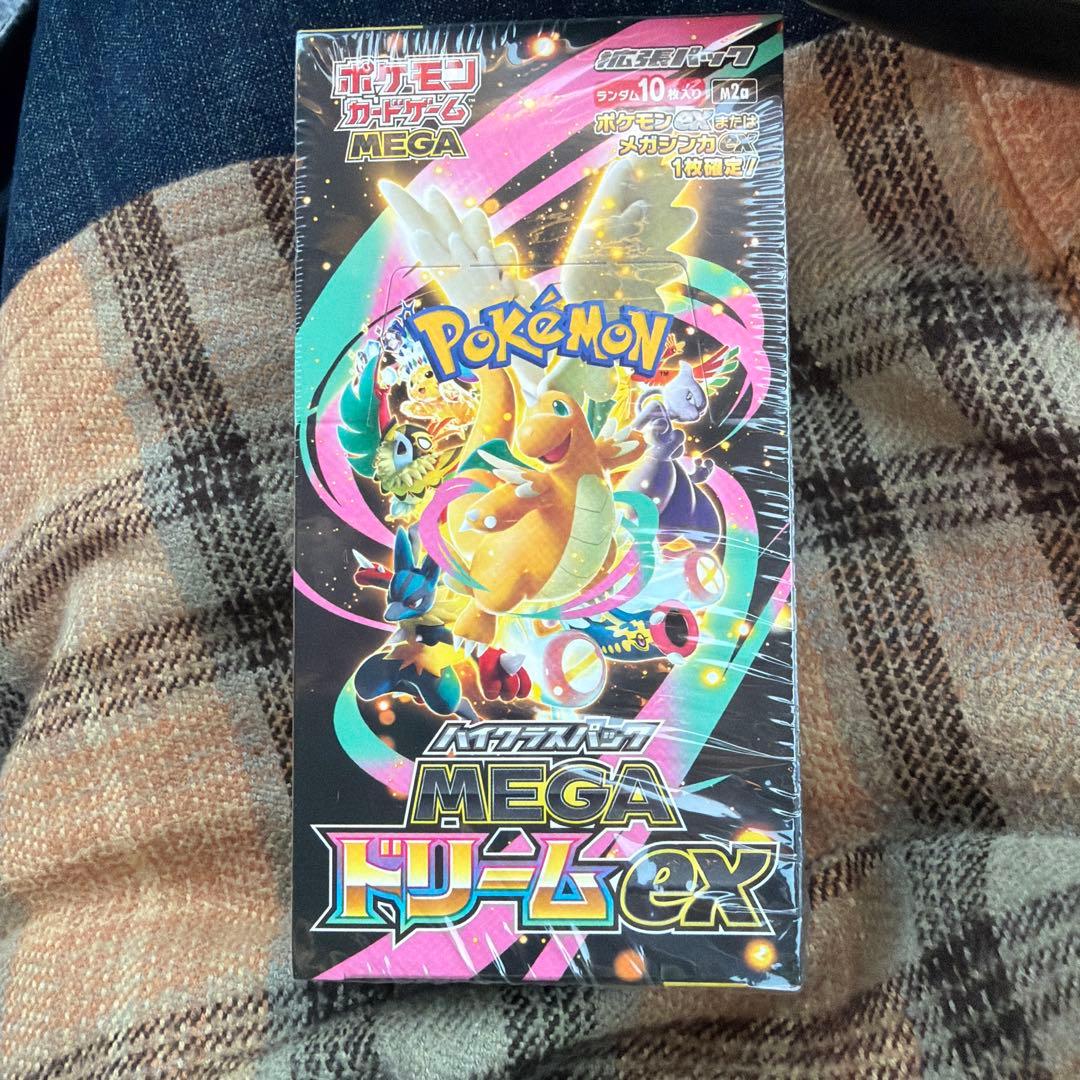 ポケモン
カードゲーム™
MEGA
拡張パック
ランダム10枚入り M2a
ポケモンexまたは
メガシンカex
1枚確定!
POKéMON
TM
ハイクラスパック
MEGA
ドリームex